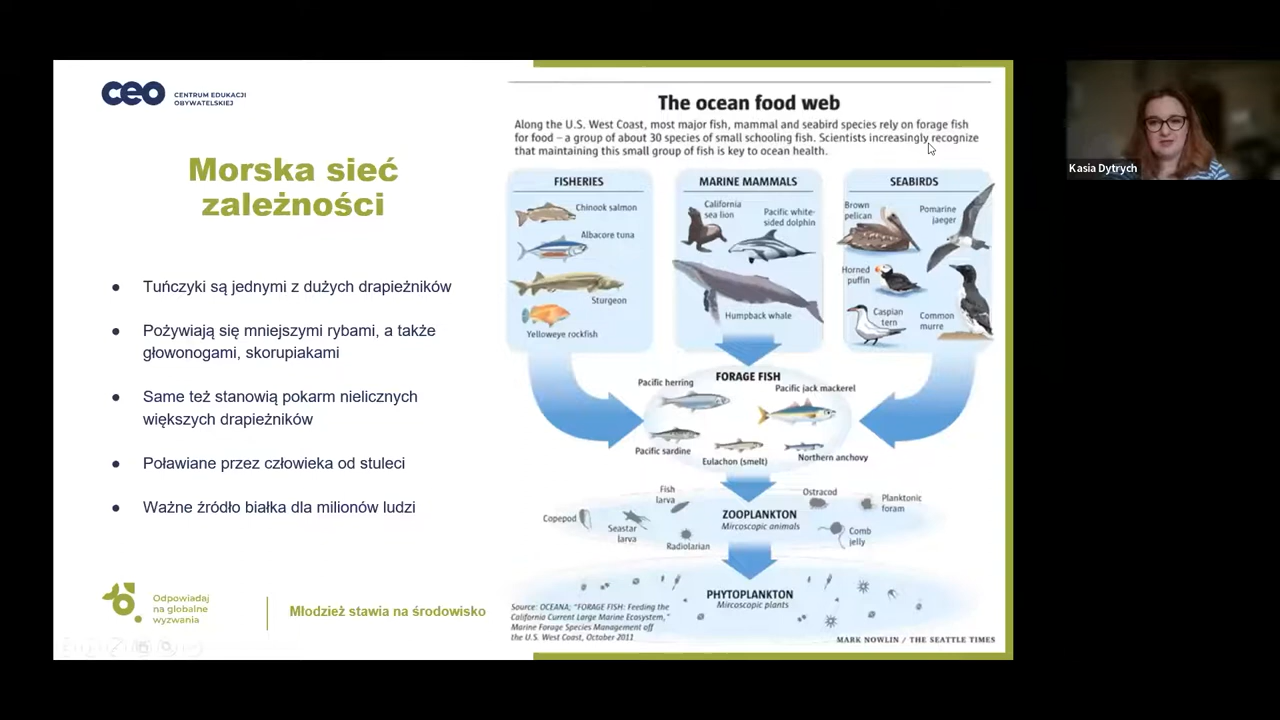 ceo CENTRUM EDUKACJI
OBYWATELSKIEJ
Morska sieć
zależności
● Tuńczyki są jednymi z dużych drapieżników
● Pożywiają się mniejszymi rybami, a także
głowonogami, skorupiakami
● Same też stanowią pokarm nielicznych
większych drapieżników
● Poławiane przez człowieka od stuleci
● Ważne źródło białka dla milionów ludzi
Odpowiadaj
na globalne
wyzwania
Młodzież stawia na środowisko
The ocean food web
Along the U.S. West Coast, most major fish, mammal and seabird species rely on forage fish
for food – a group of about 30 species of small schooling fish. Scientists increasingly recognize
that maintaining this small group of fish is key to ocean health.
FISHERIES
Chinook salmon
Albacore tuna
Sturgeon
Yelloweye rockfish
MARINE MAMMALS
California
sea lion
Pacific white-
sided dolphin
Humpback whale
SEABIRDS
Brown
pelican
Pomarine
jaeger
Horned
puffin
Caspian
tern
Common
murre
FORAGE FISH
Pacific herring
Pacific jack mackerel
Pacific sardine
Eulachon (smelt)
Northern anchovy
ZOOPLANKTON
Mircoscopic animals
Fish
larva
Copepod
Seastar
larva
Radiolarian
Ostracod
Planktonic
foram
Comb
jelly
PHYTOPLANKTON
Mircoscopic plants
Source: OCEANA; "FORAGE FISH: Feeding the
California Current Large Marine Ecosystem,"
Marine Forage Species Management off
the U.S. West Coast, October 2011
MARK NOWLIN / THE SEATTLE TIMES
Kasia Dytrych